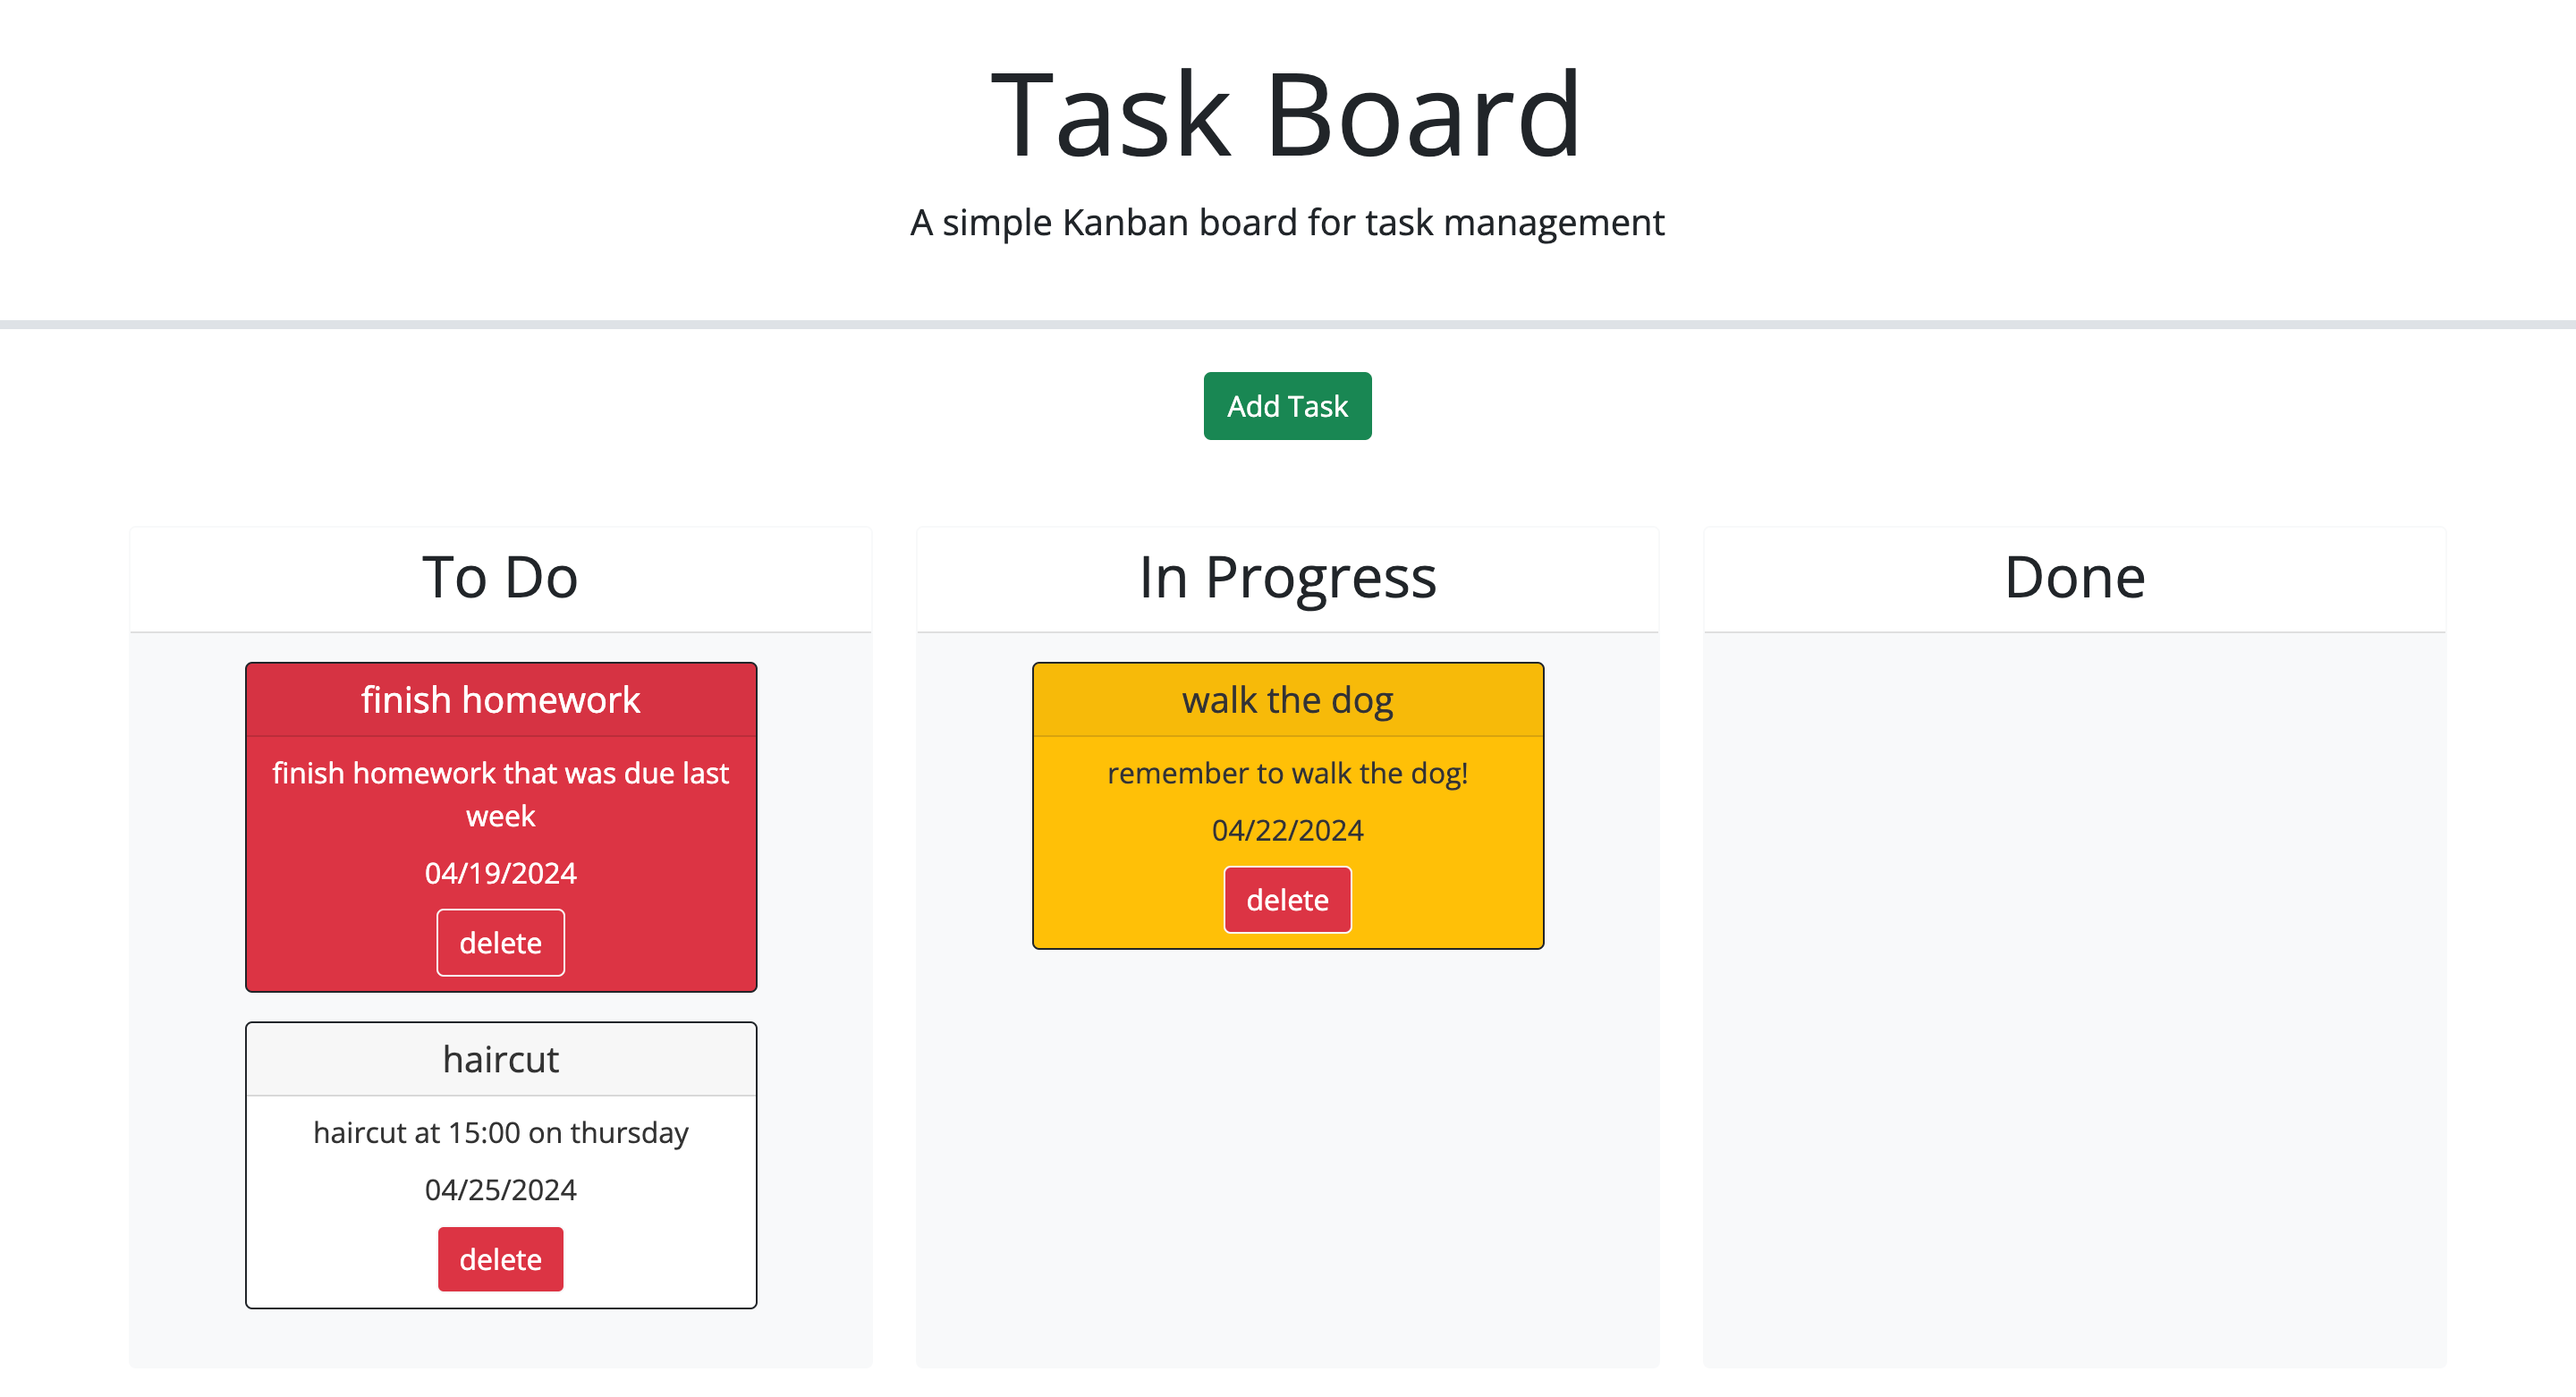 Task Board
A simple Kanban board for task management
Add Task
To Do
finish homework
finish homework that was due last
week
04/19/2024
delete
haircut
haircut at 15:00 on thursday
04/25/2024
delete
In Progress
walk the dog
remember to walk the dog!
04/22/2024
delete
Done